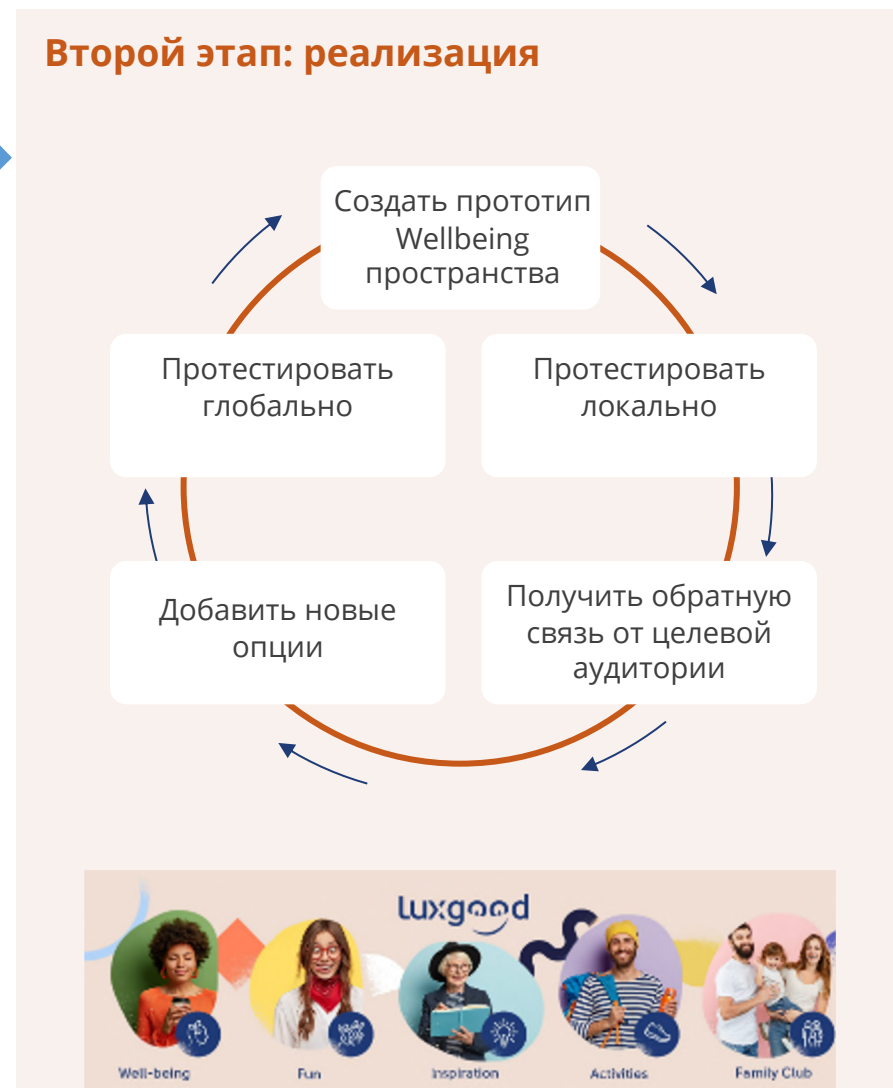 Второй этап: реализация
Создать прототип
Wellbeing
пространства
Протестировать
глобально
Протестировать
локально
Добавить новые
опции
Получить обратную
связь от целевой
аудитории
Luxgood
Well-being
Fun
Inspiration
Activities
Family Club